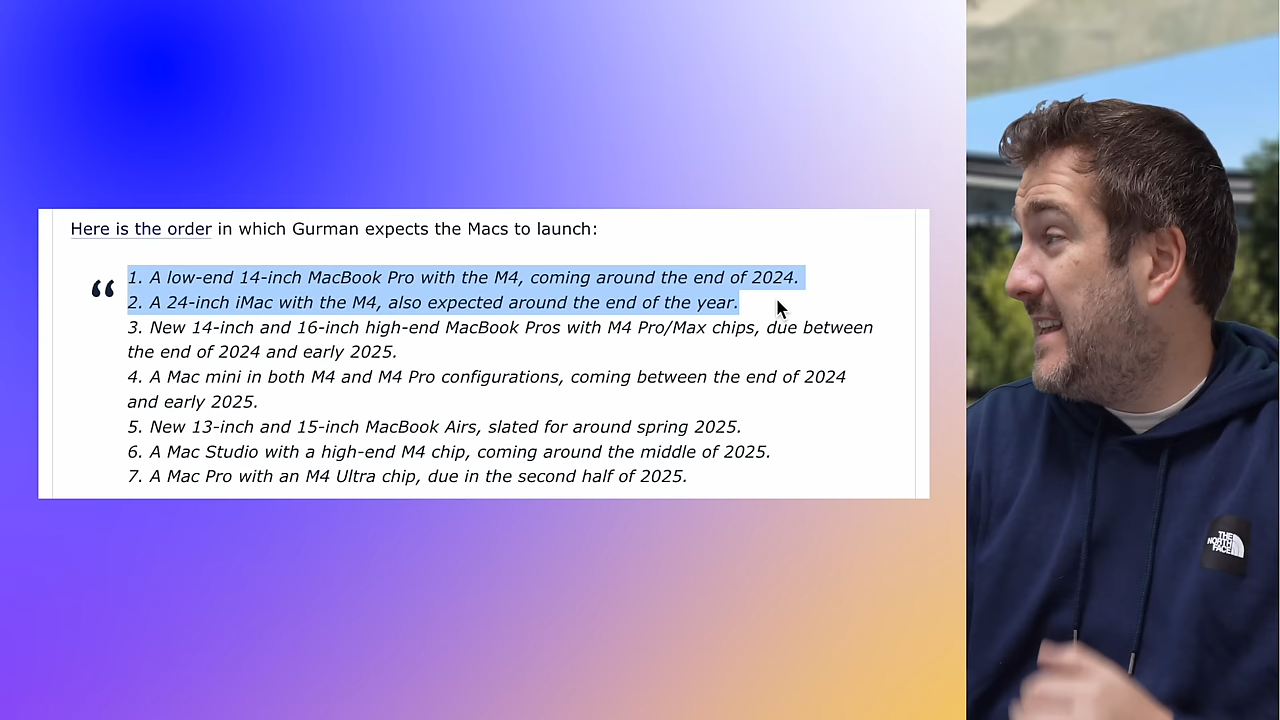 Here is the order in which Gurman expects the Macs to launch:
“
1. A low-end 14-inch MacBook Pro with the M4, coming around the end of 2024.
2. A 24-inch iMac with the M4, also expected around the end of the year.
3. New 14-inch and 16-inch high-end MacBook Pros with M4 Pro/Max chips, due between
the end of 2024 and early 2025.
4. A Mac mini in both M4 and M4 Pro configurations, coming between the end of 2024
and early 2025.
5. New 13-inch and 15-inch MacBook Airs, slated for around spring 2025.
6. A Mac Studio with a high-end M4 chip, coming around the middle of 2025.
7. A Mac Pro with an M4 Ultra chip, due in the second half of 2025.
THE
NORTH
FACE